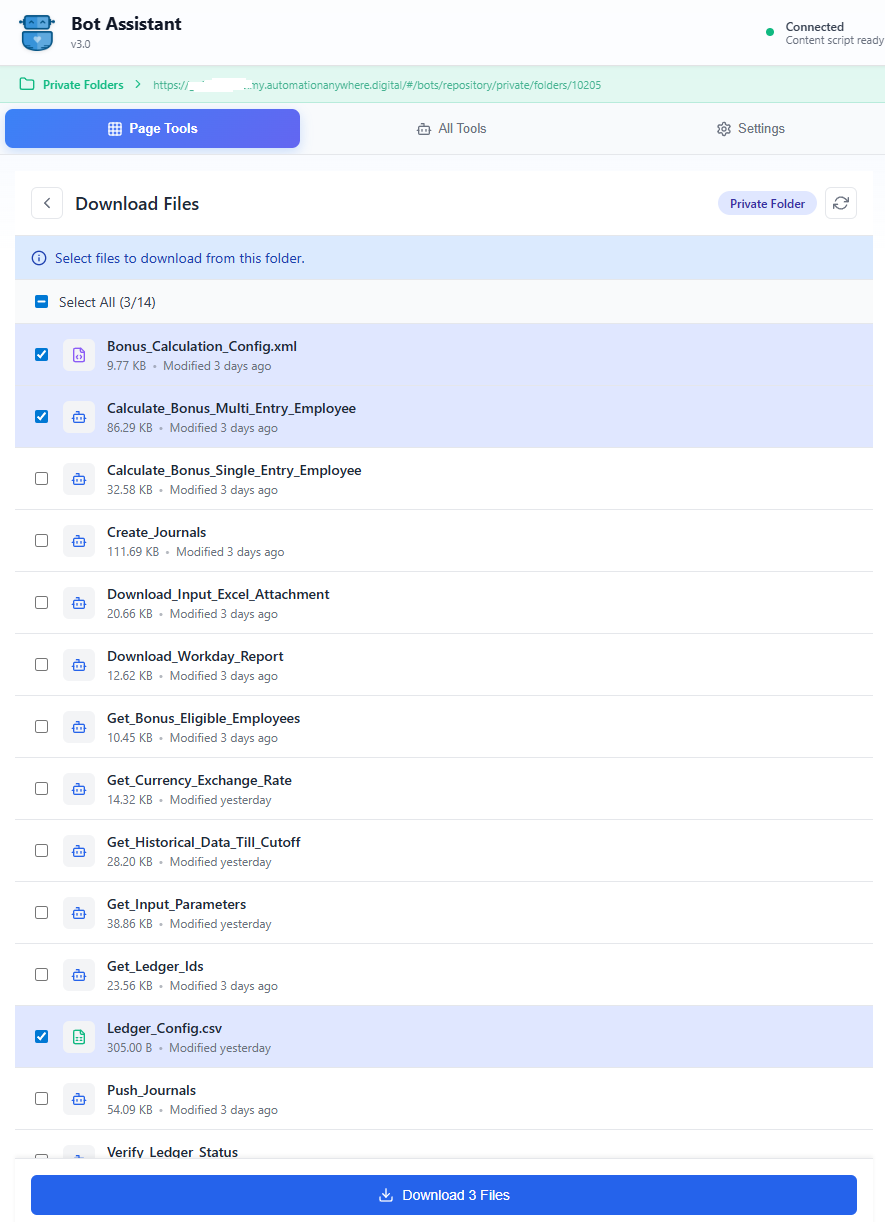 Bot Assistant
v3.0
Connected
Content script ready
Private Folders > https://my.automationanywhere.digital/#/bots/repository/private/folders/10205
Page Tools
All Tools
Settings
Download Files
Private Folder
Select files to download from this folder.
Select All (3/14)
Bonus_Calculation_Config.xml
9.77 KB • Modified 3 days ago
Calculate_Bonus_Multi_Entry_Employee
86.29 KB • Modified 3 days ago
Calculate_Bonus_Single_Entry_Employee
32.58 KB • Modified 3 days ago
Create_Journals
111.69 KB • Modified 3 days ago
Download_Input_Excel_Attachment
20.66 KB • Modified 3 days ago
Download_Workday_Report
12.62 KB • Modified 3 days ago
Get_Bonus_Eligible_Employees
10.45 KB • Modified 3 days ago
Get_Currency_Exchange_Rate
14.32 KB • Modified yesterday
Get_Historical_Data_Till_Cutoff
28.20 KB • Modified yesterday
Get_Input_Parameters
38.86 KB • Modified yesterday
Get_Ledger_Ids
23.56 KB • Modified 3 days ago
Ledger_Config.csv
305.00 B • Modified yesterday
Push_Journals
54.09 KB • Modified 3 days ago
Verify_Ledger_Status
Download 3 Files